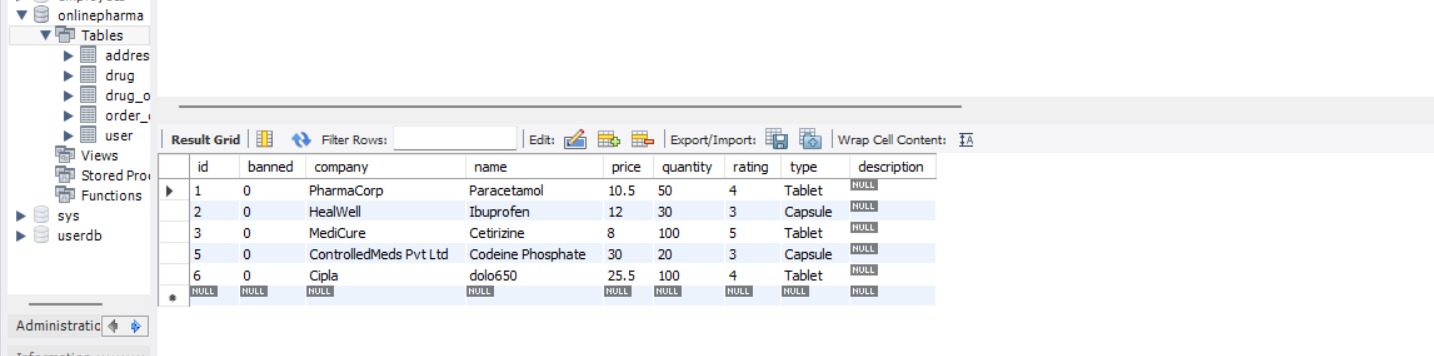 onlinepharma
Tables
addres
drug
drug_o
order_
user
Views
Stored Pro
Functions
sys
userdb
Administratic
Result Grid Filter Rows: Edit: Export/Import: Wrap Cell Content:
id banned company name price quantity rating type description
1 0 PharmaCorp Paracetamol 10.5 50 4 Tablet NULL
2 0 HealWell Ibuprofen 12 30 3 Capsule NULL
3 0 MediCure Cetirizine 8 100 5 Tablet NULL
5 0 ControlledMeds Pvt Ltd Codeine Phosphate 30 20 3 Capsule NULL
6 0 Cipla dolo650 25.5 100 4 Tablet NULL
NULL NULL NULL NULL NULL NULL NULL NULL NULL